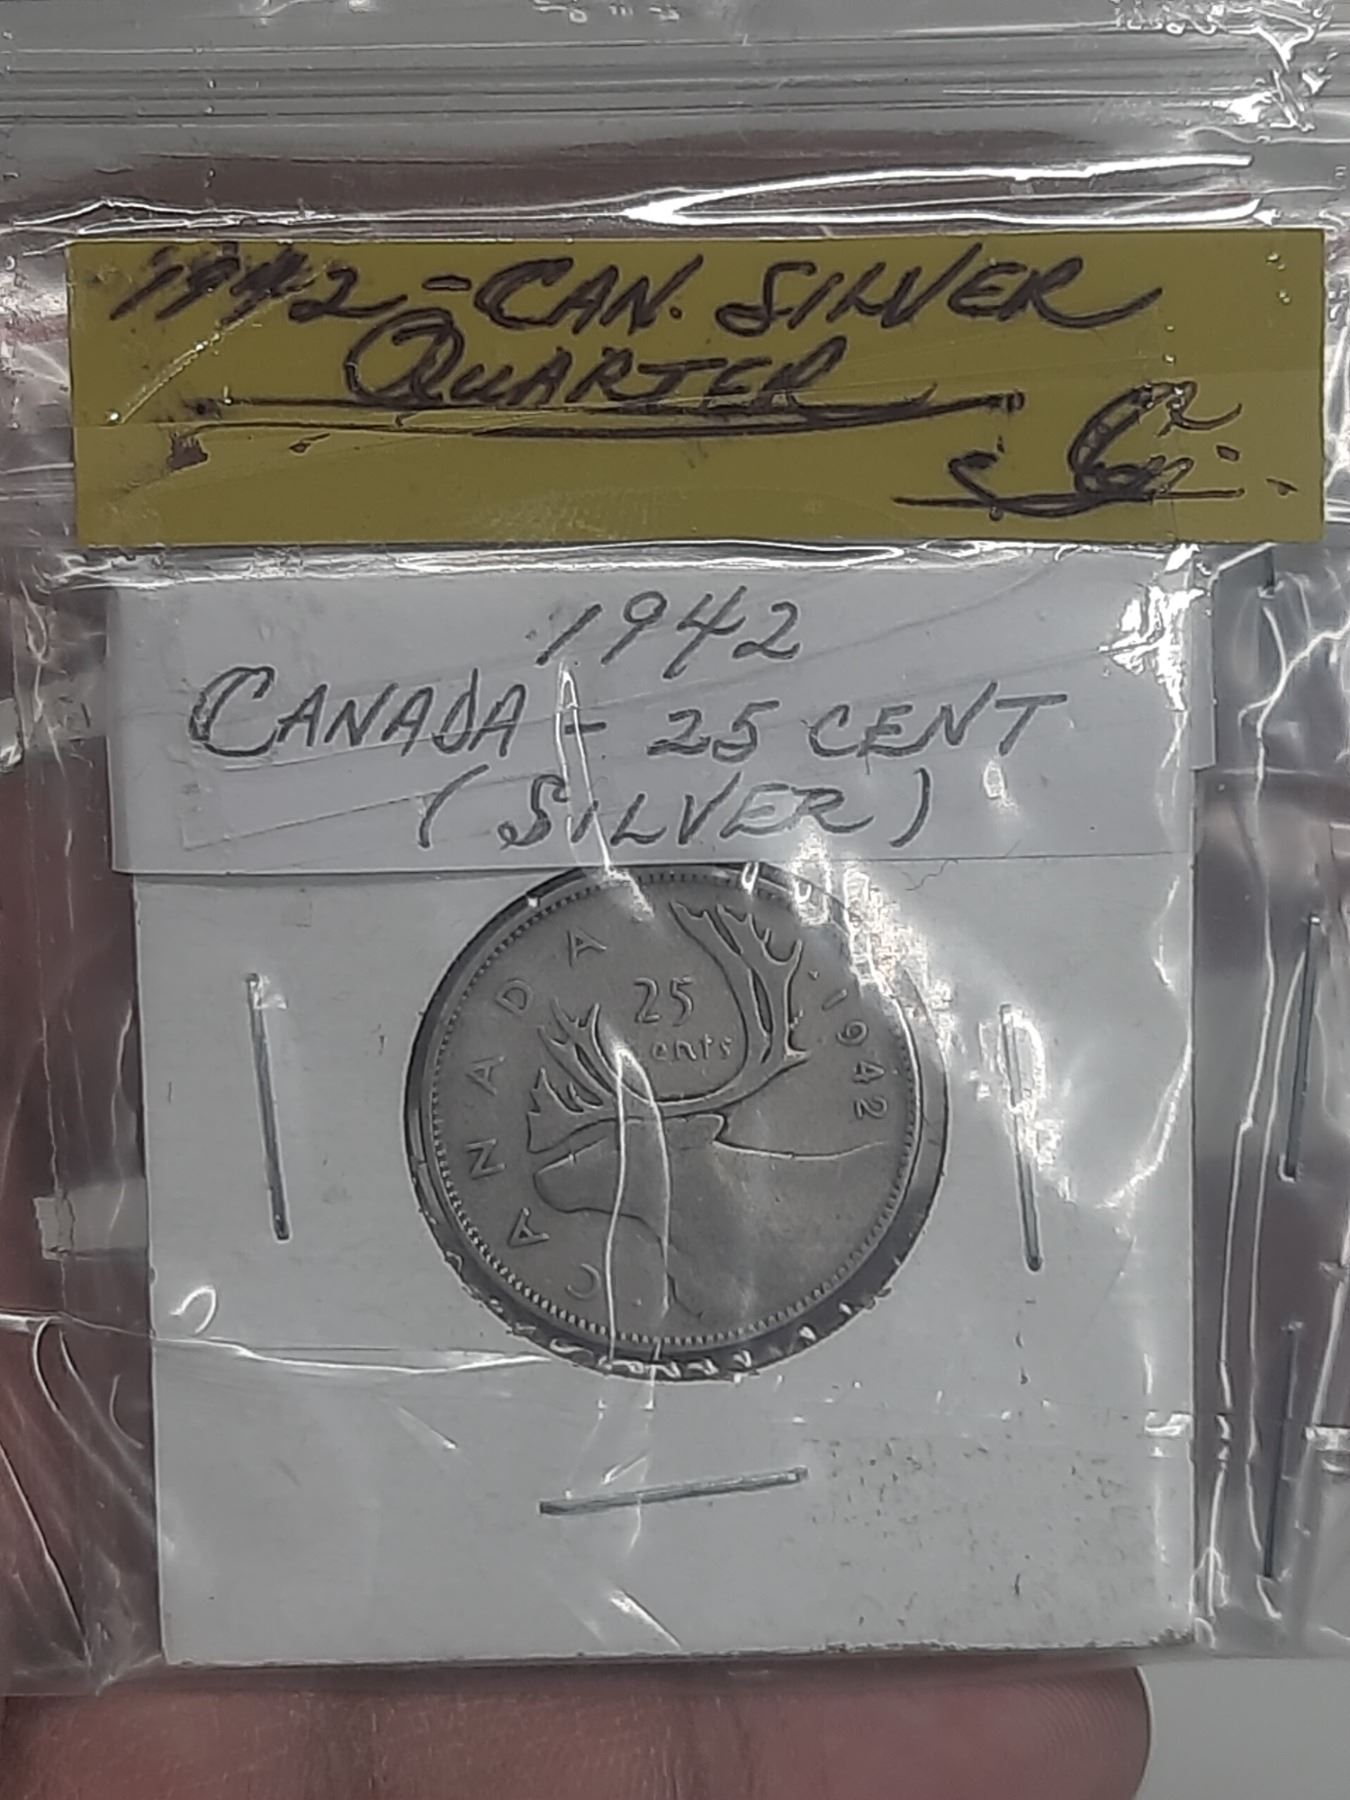 1942 - CAN. SILVER
QUARTER
1942
CANADA - 25 CENT
(SILVER)
CANADA
25
cents
1942